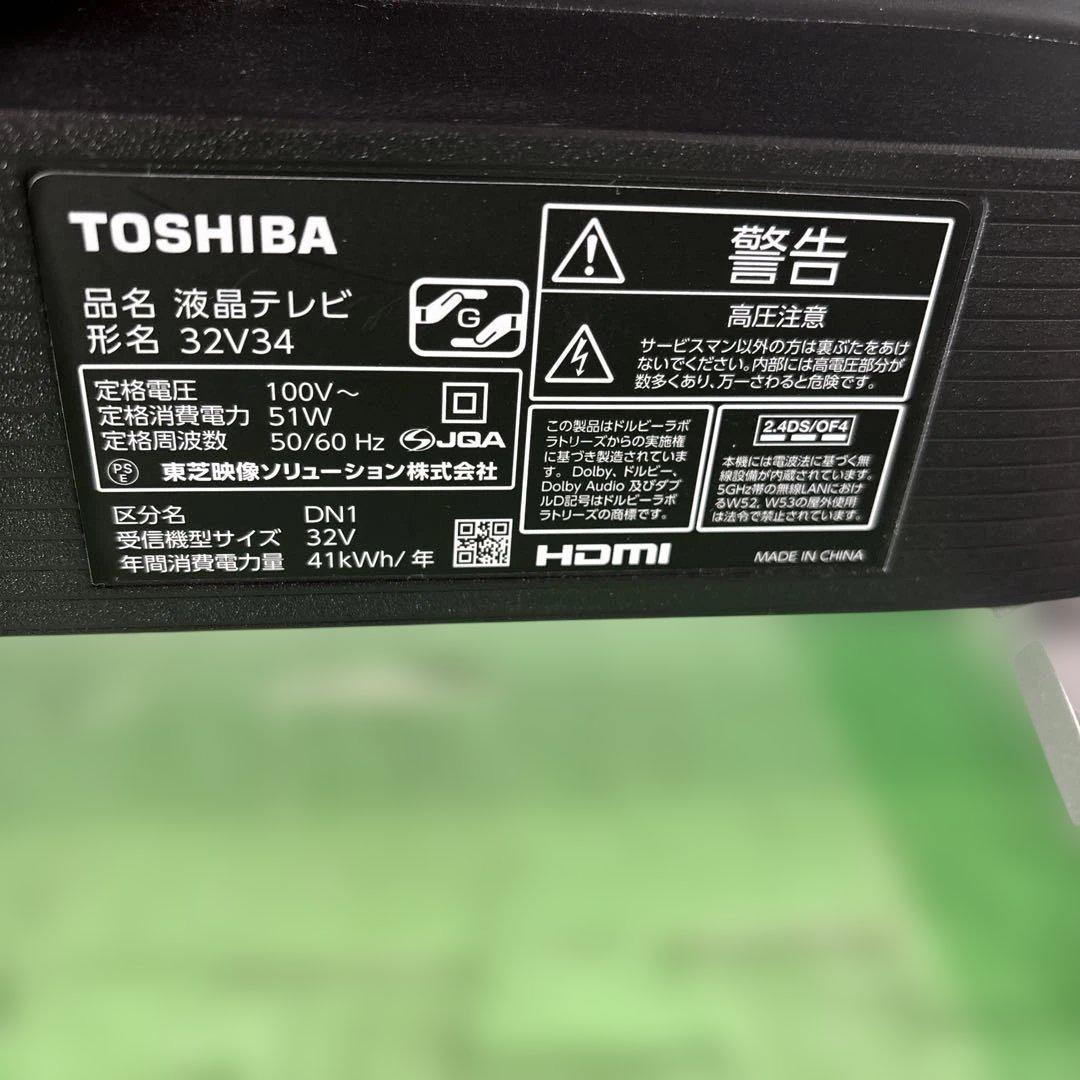 TOSHIBA
品名 液晶テレビ
形名 32V34
G
定格電圧 100V～
定格消費電力 51W
定格周波数 50/60 Hz JQA
PS E 東芝映像ソリューション株式会社
区分名 DN1
受信機型サイズ 32V
年間消費電力量 41kWh/年
警告
高圧注意
サービスマン以外の方は裏ぶたをあけ
ないでください。内部には高電圧部分が
数多くあり、万一さわると危険です。
この製品はドルビーラボ
ラトリーズからの実施権
に基づき製造されていま
す。Dolby、ドルビー、
Dolby Audio 及びダブ
ルD記号はドルビーラボ
ラトリーズの商標です。
2.4DS/OF4
本機には電波法に基づく無
線設備が内蔵されています。
5GHz帯の無線LANにおけ
るW52, W53の屋外使用
は法令で禁止されています。
HDMI
MADE IN CHINA